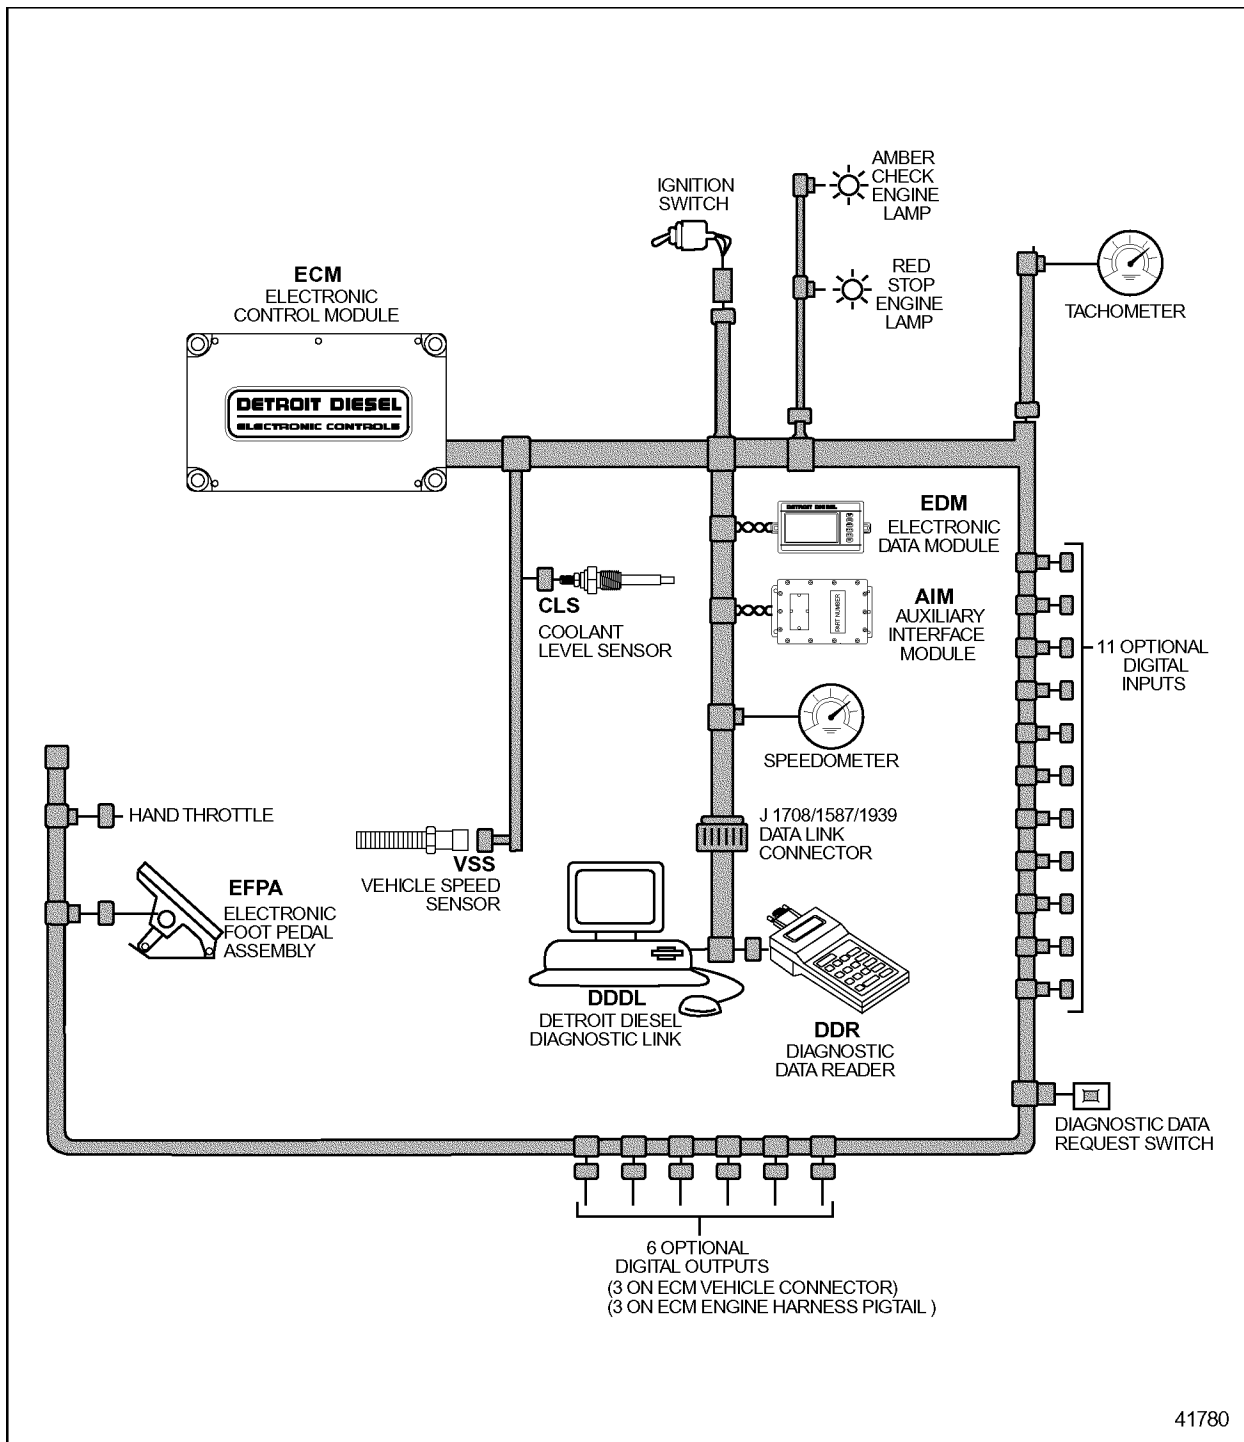 AMBER
CHECK
ENGINE
LAMP
IGNITION
SWITCH
RED
STOP
ENGINE
LAMP
TACHOMETER
ECM
ELECTRONIC
CONTROL MODULE
DETROIT DIESEL
ELECTRONIC CONTROLS
DETROIT DIESEL
EDM
ELECTRONIC
DATA MODULE
PART NUMBER
AIM
AUXILIARY
INTERFACE
MODULE
CLS
COOLANT
LEVEL SENSOR
11 OPTIONAL
DIGITAL
INPUTS
SPEEDOMETER
HAND THROTTLE
J 1708/1587/1939
DATA LINK
CONNECTOR
VSS
VEHICLE SPEED
SENSOR
EFPA
ELECTRONIC
FOOT PEDAL
ASSEMBLY
DDDL
DETROIT DIESEL
DIAGNOSTIC LINK
DDR
DIAGNOSTIC
DATA READER
DIAGNOSTIC DATA
REQUEST SWITCH
6 OPTIONAL
DIGITAL OUTPUTS
(3 ON ECM VEHICLE CONNECTOR)
(3 ON ECM ENGINE HARNESS PIGTAIL )
41780